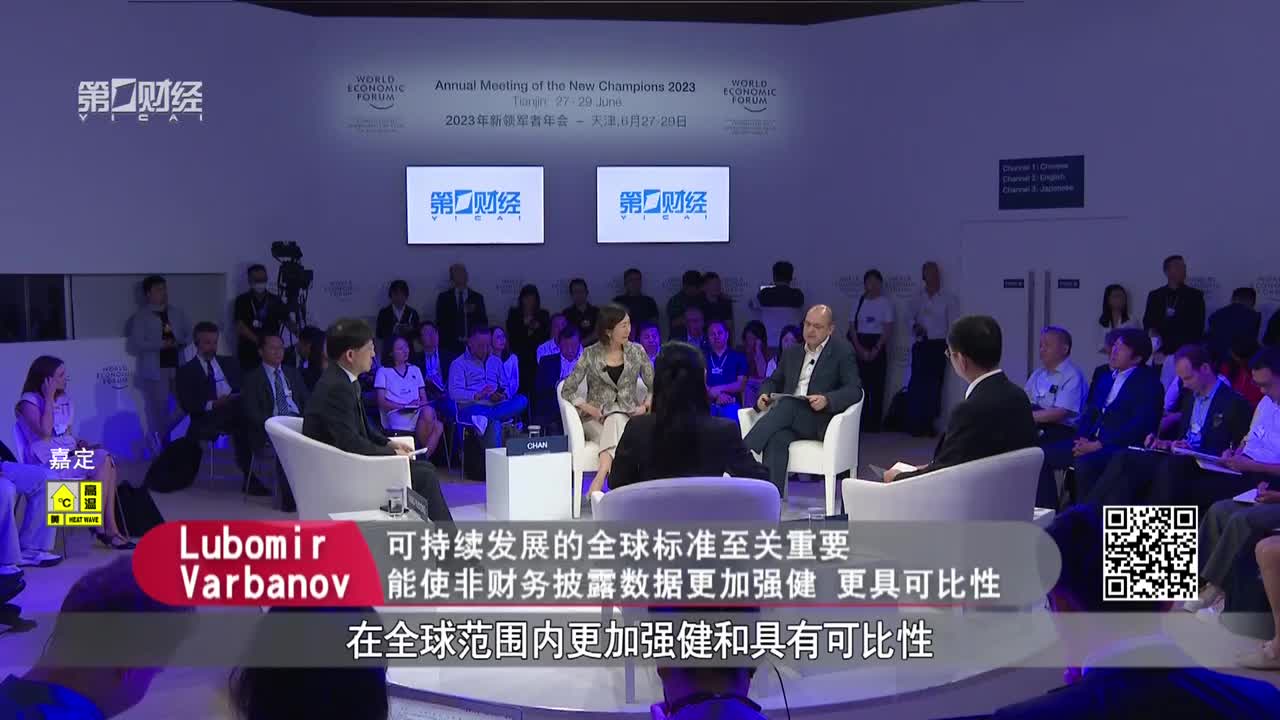 第一财经
YICAI
WORLD
ECONOMIC
FORUM
Annual Meeting of the New Champions 2023
Tianjin, 27-29 June
2023年新领军者年会 - 天津,6月27-29日
WORLD
ECONOMIC
FORUM
第一财经
YICAI
第一财经
YICAI
Channel 1: Chinese
Channel 2: English
Channel 3: Japanese
WORLD
ECONOMIC
FORUM
CHAN
嘉定
℃
高温
黄
HEAT WAVE
Lubomir
Varbanov
可持续发展的全球标准至关重要
能使非财务披露数据更加强健 更具可比性
在全球范围内更加强健和具有可比性